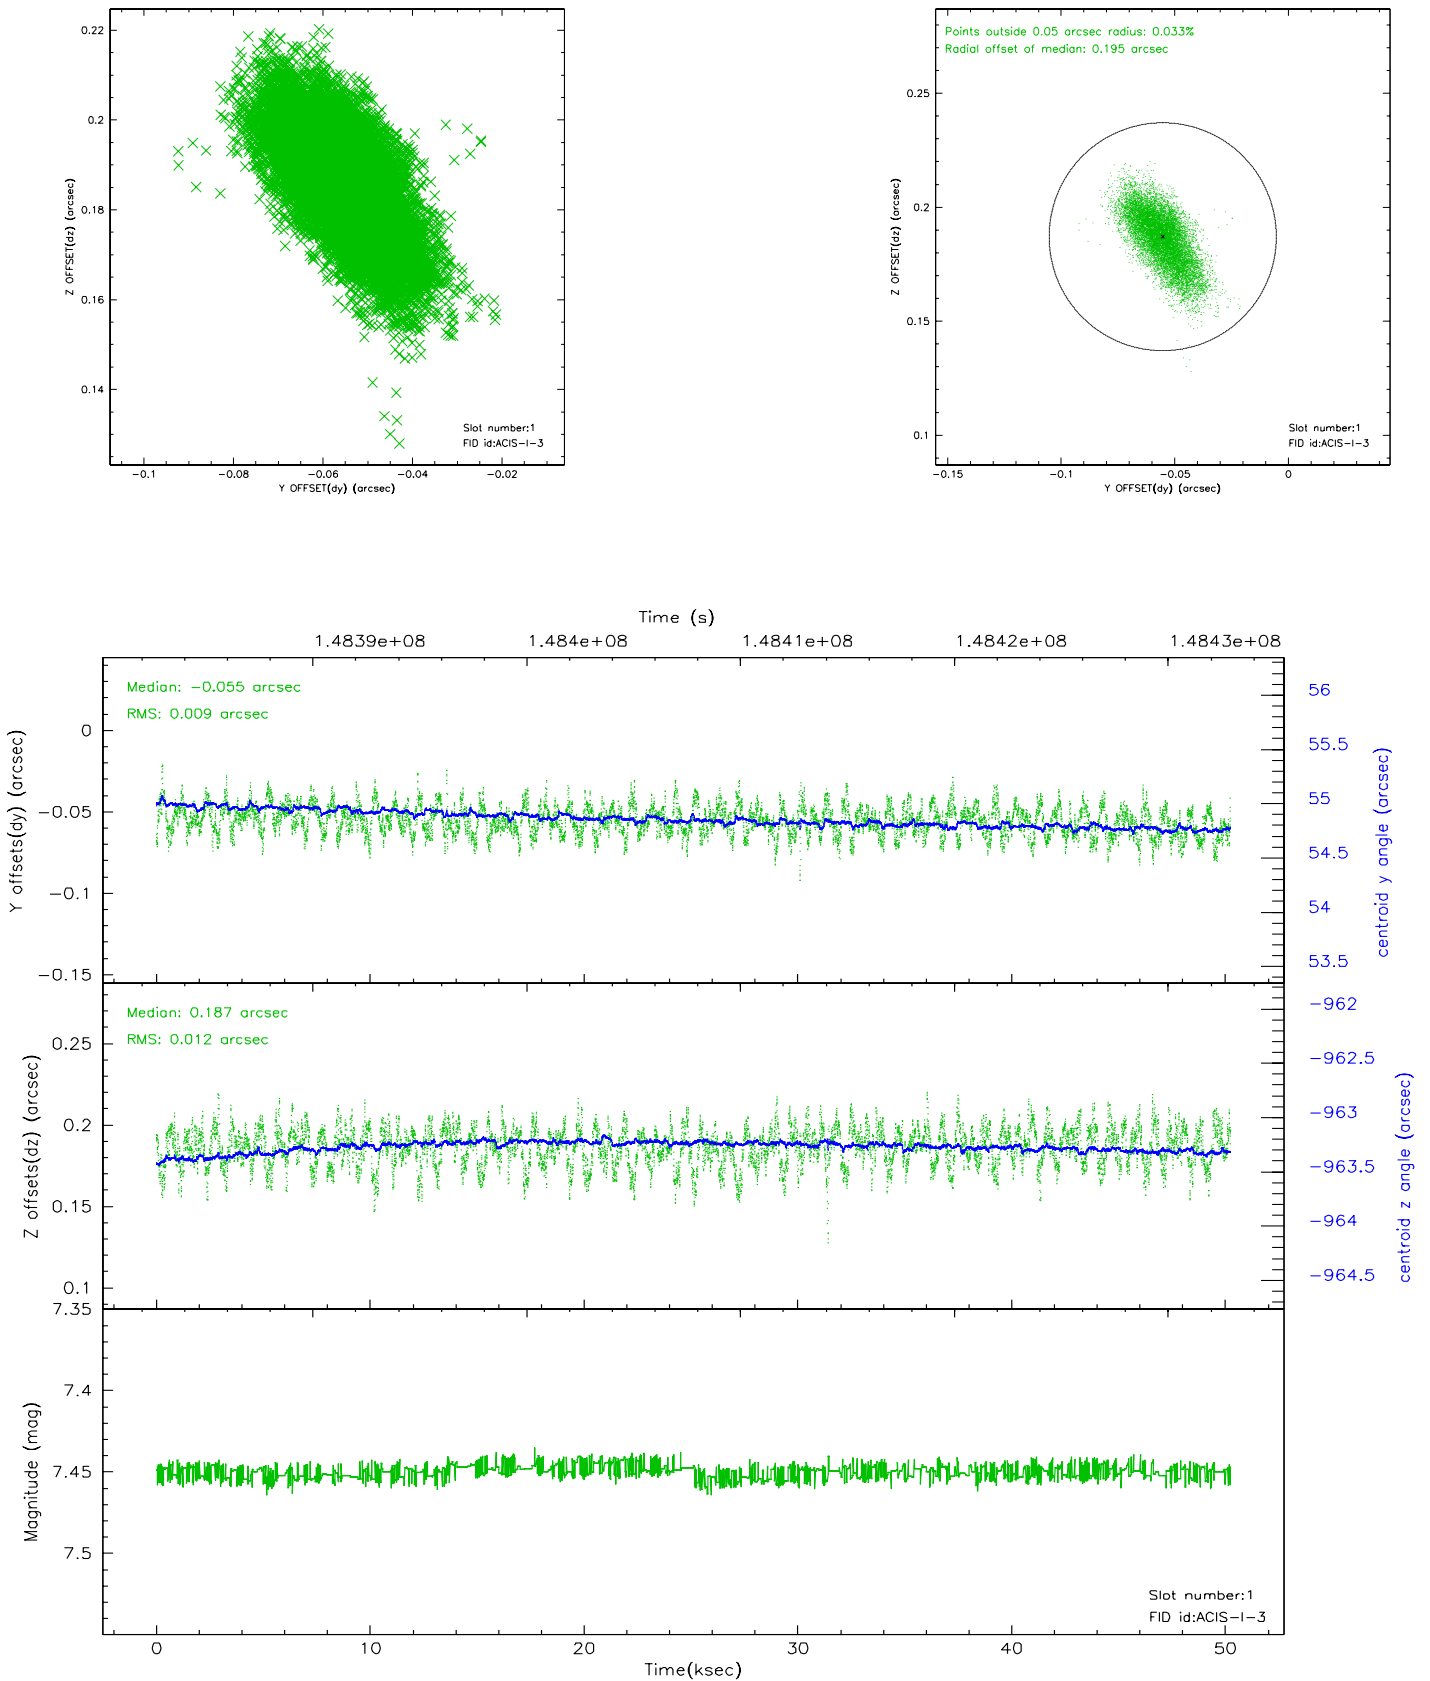 0.22
0.2
0.18
0.16
0.14
Z OFFSET(dz) (arcsec)
Slot number:1
FID id:ACIS-I-3
-0.1 -0.08 -0.06 -0.04 -0.02
Y OFFSET(dy) (arcsec)
Points outside 0.05 arcsec radius: 0.033%
Radial offset of median: 0.195 arcsec
0.25
0.2
0.15
0.1
Z OFFSET(dz) (arcsec)
Slot number:1
FID id:ACIS-I-3
-0.15 -0.1 -0.05 0
Y OFFSET(dy) (arcsec)
Time (s)
1.4839e+08 1.484e+08 1.4841e+08 1.4842e+08 1.4843e+08
Median: -0.055 arcsec
RMS: 0.009 arcsec
0
-0.05
-0.1
-0.15
Y offsets(dy) (arcsec)
56
55.5
55
54.5
54
53.5
centroid y angle (arcsec)
Median: 0.187 arcsec
RMS: 0.012 arcsec
0.25
0.2
0.15
0.1
Z offsets(dz) (arcsec)
-962
-962.5
-963
-963.5
-964
-964.5
centroid z angle (arcsec)
7.35
7.4
7.45
7.5
Magnitude (mag)
Slot number:1
FID id:ACIS-I-3
0 10 20 30 40 50
Time(ksec)